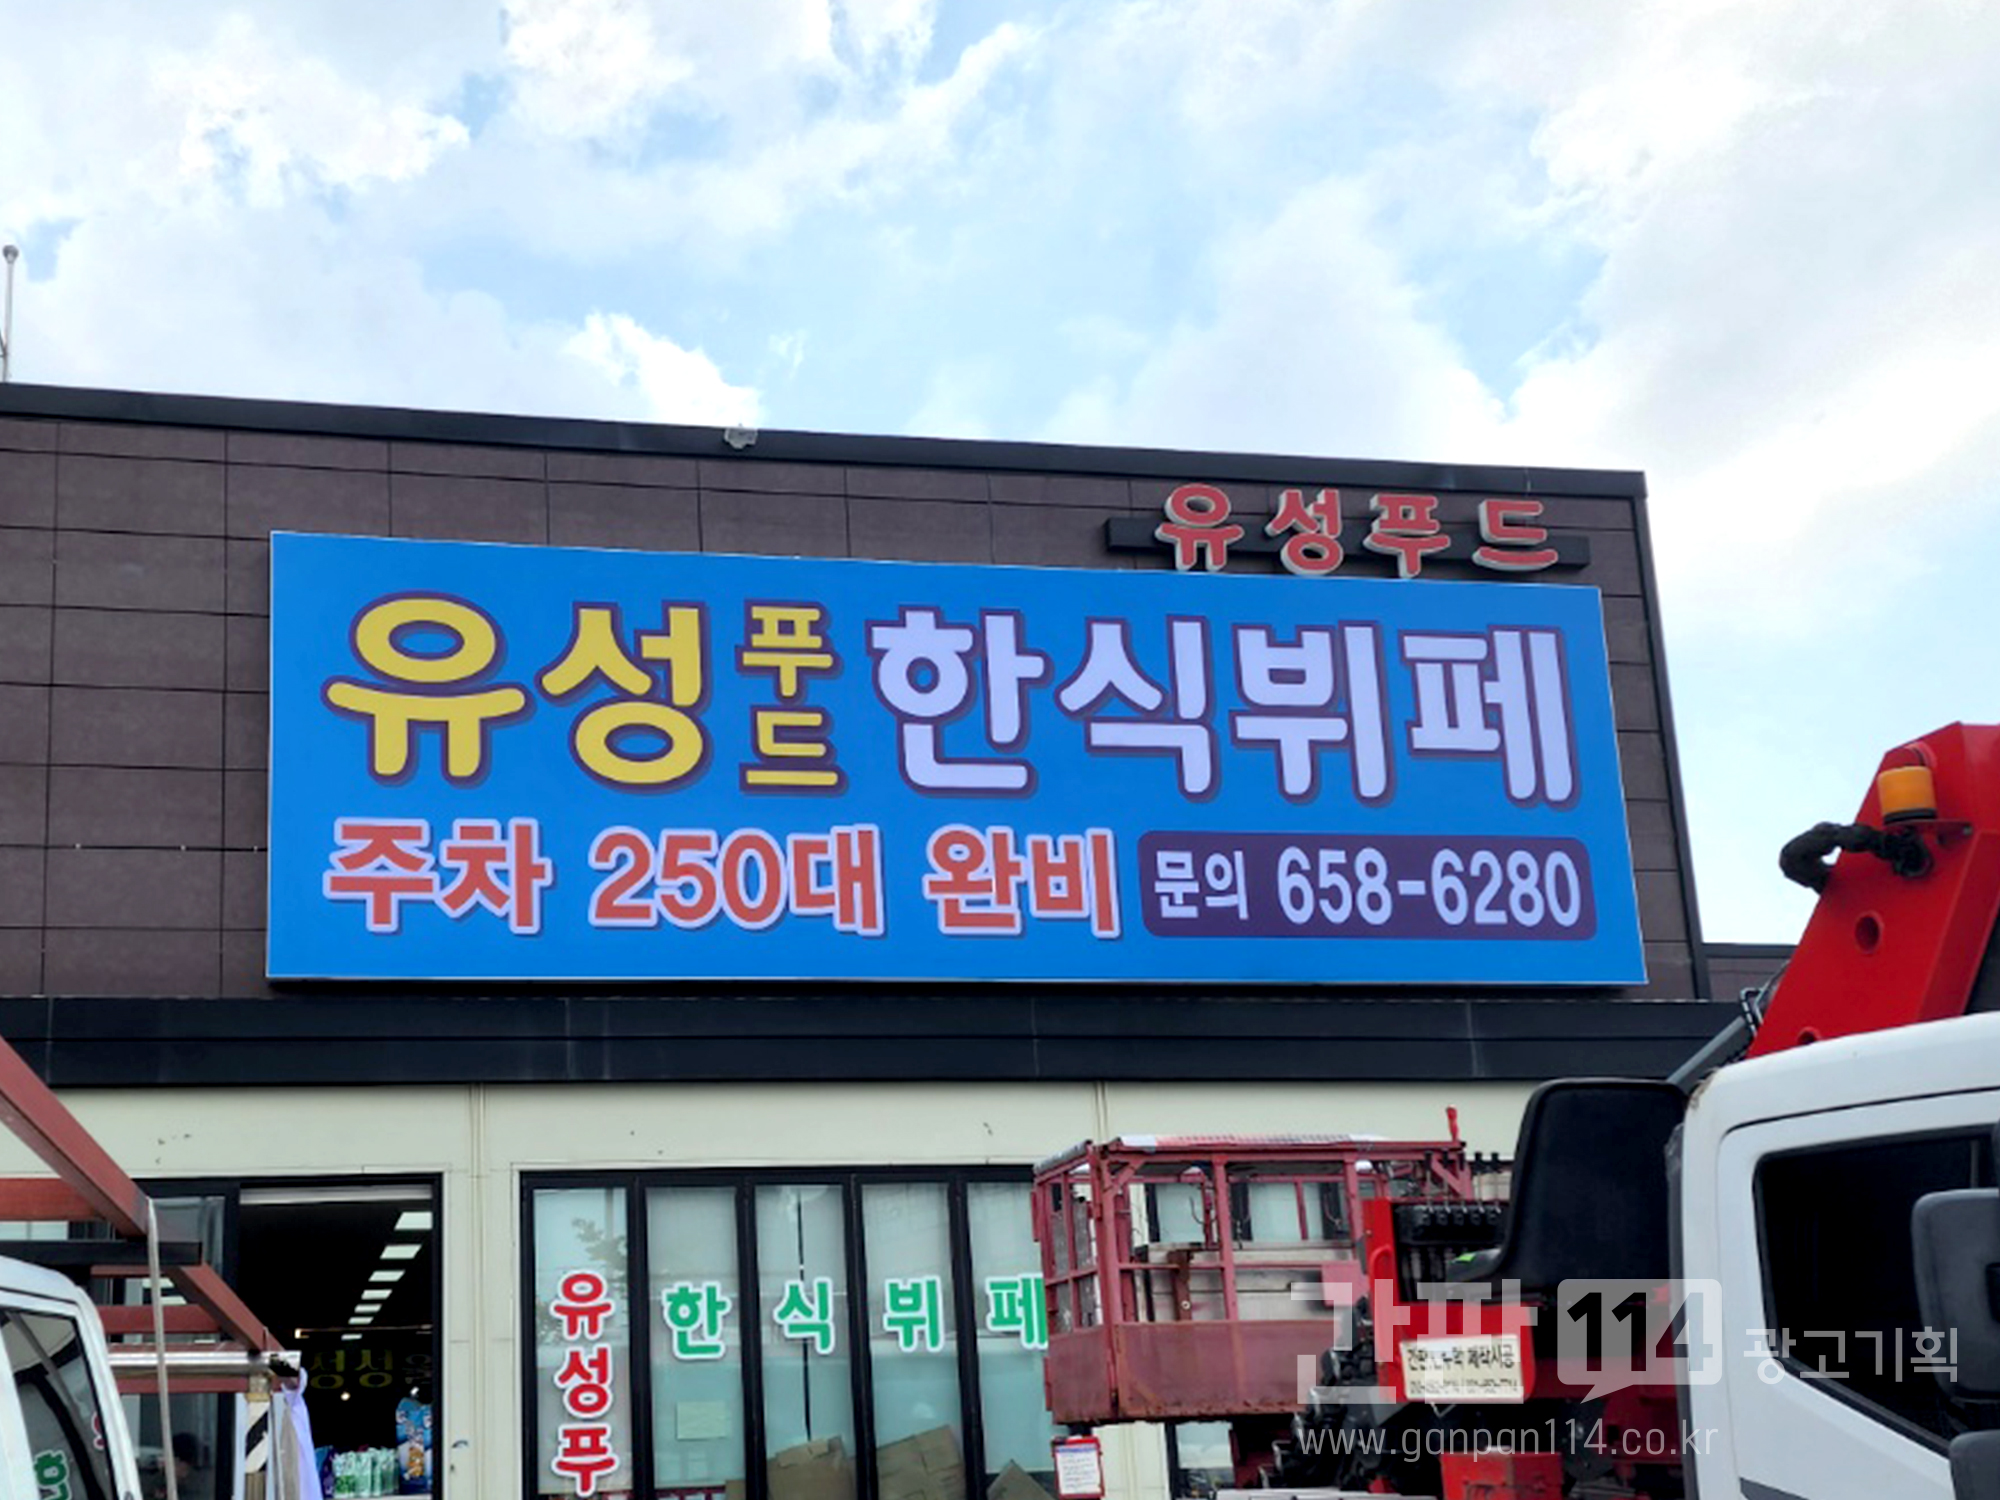 유성푸드
유성푸드 한식뷔페
주차 250대 완비 문의 658-6280
유성푸
한식뷔페
간판114 광고기획
www.ganpan114.co.kr